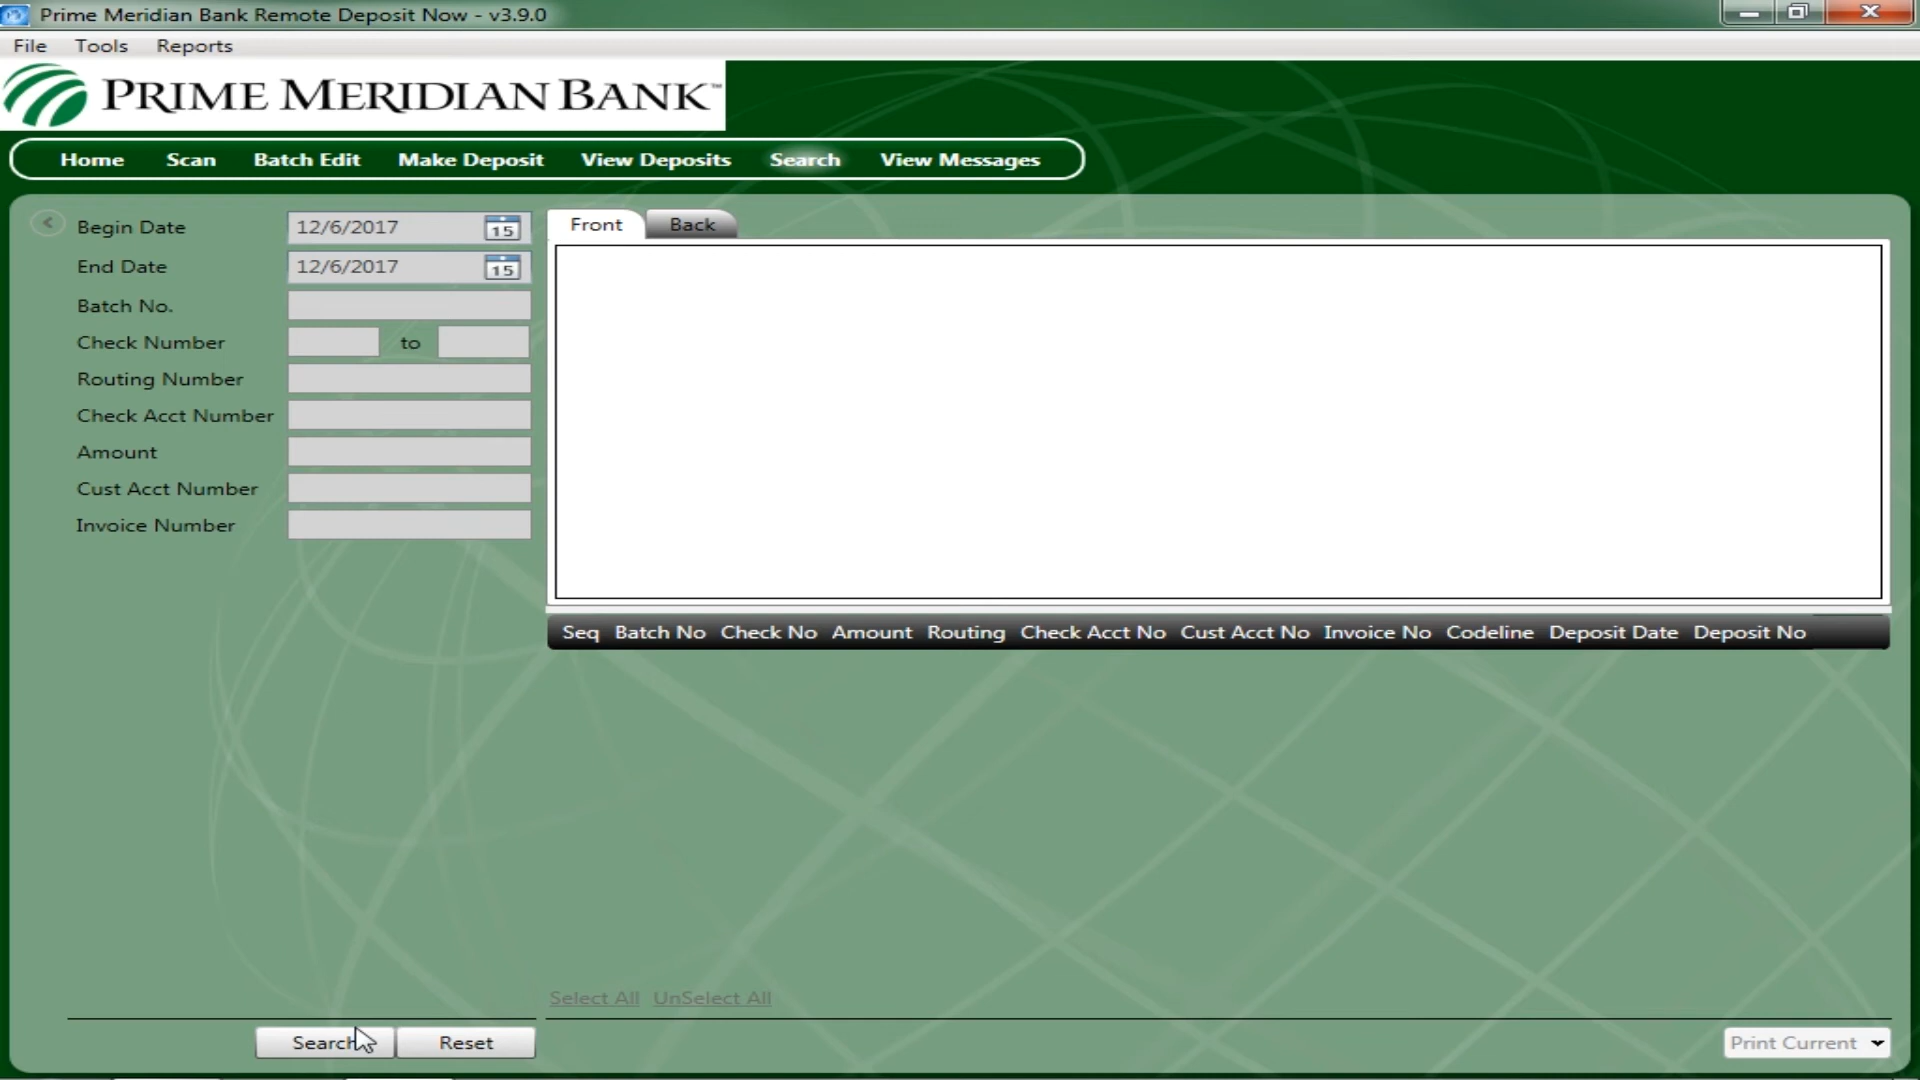 Prime Meridian Bank Remote Deposit Now - v3.9.0
File Tools Reports
PRIME MERIDIAN BANK™
Home Scan Batch Edit Make Deposit View Deposits Search View Messages
Begin Date 12/6/2017 15
End Date 12/6/2017 15
Batch No.
Check Number to
Routing Number
Check Acct Number
Amount
Cust Acct Number
Invoice Number
Front Back
Seq Batch No Check No Amount Routing Check Acct No Cust Acct No Invoice No Codeline Deposit Date Deposit No
Select All UnSelect All
Search Reset
Print Current